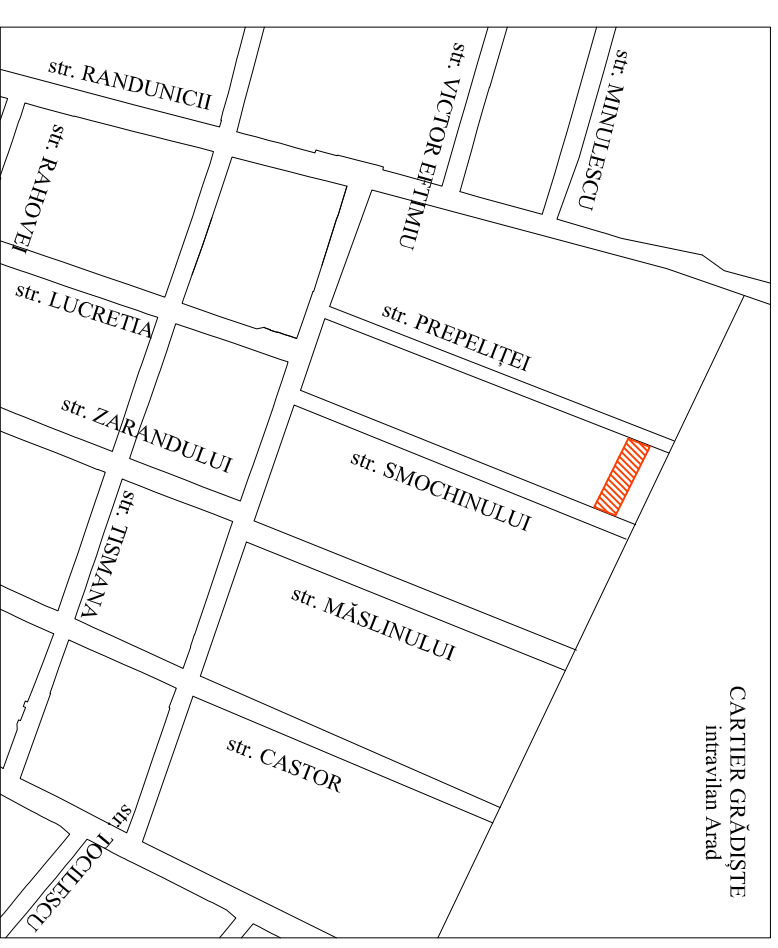 str. RANDUNICII
str. VICTOR EFTIMIU
str. MINULESCU
str. RAHOVEI
str. LUCRETIA
str. PREPELIȚEI
str. ZARANDULUI
str. SMOCHINULUI
str. TISMANA
str. MĂSLINULUI
str. CASTOR
str. TOCILESCU
CARTIER GRĂDIȘTE
intravilan Arad